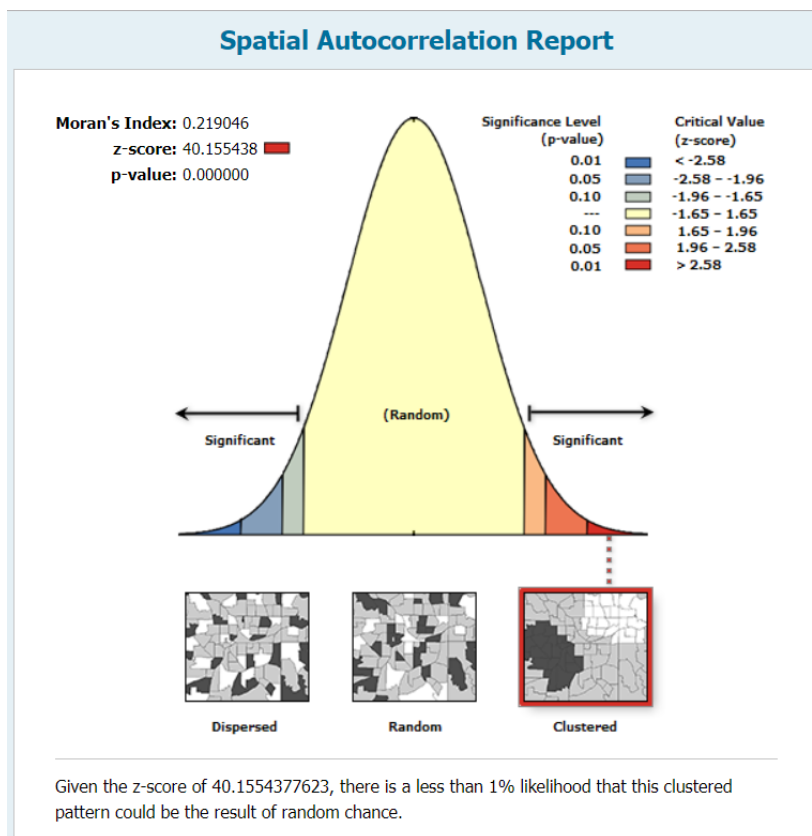 Spatial Autocorrelation Report
Moran's Index: 0.219046
z-score: 40.155438
p-value: 0.000000
Significance Level Critical Value
(p-value) (z-score)
0.01 < -2.58
0.05 -2.58 – -1.96
0.10 -1.96 – -1.65
--- -1.65 – 1.65
0.10 1.65 – 1.96
0.05 1.96 – 2.58
0.01 > 2.58
(Random)
Significant Significant
Dispersed Random Clustered
Given the z-score of 40.1554377623, there is a less than 1% likelihood that this clustered
pattern could be the result of random chance.